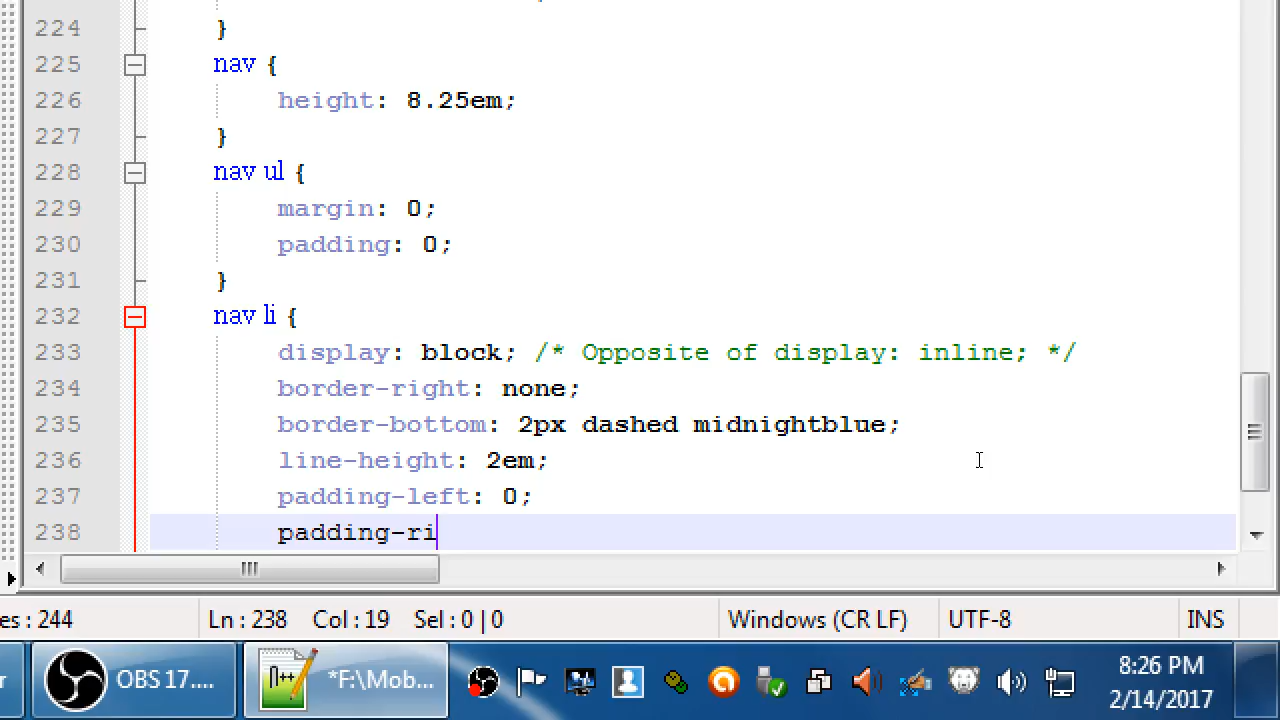 224 }
225 nav {
226 height: 8.25em;
227 }
228 nav ul {
229 margin: 0;
230 padding: 0;
231 }
232 nav li {
233 display: block; /* Opposite of display: inline; */
234 border-right: none;
235 border-bottom: 2px dashed midnightblue;
236 line-height: 2em;
237 padding-left: 0;
238 padding-ri
es : 244 Ln : 238 Col : 19 Sel : 0 | 0 Windows (CR LF) UTF-8 INS
r OBS 17.... *F:\Mob... 8:26 PM
2/14/2017